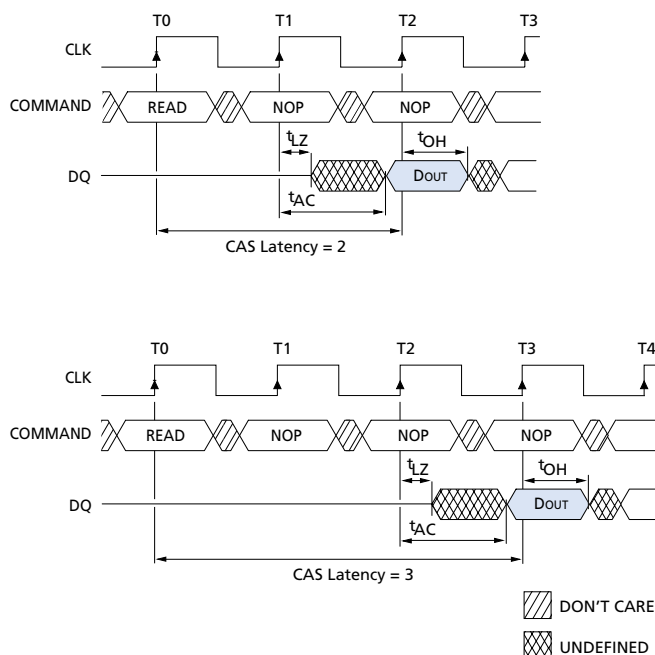 T0 T1 T2 T3
CLK
COMMAND READ NOP NOP
tLZ tOH
DQ DOUT
tAC
CAS Latency = 2
T0 T1 T2 T3 T4
CLK
COMMAND READ NOP NOP NOP
tLZ tOH
DQ DOUT
tAC
CAS Latency = 3
DON'T CARE
UNDEFINED